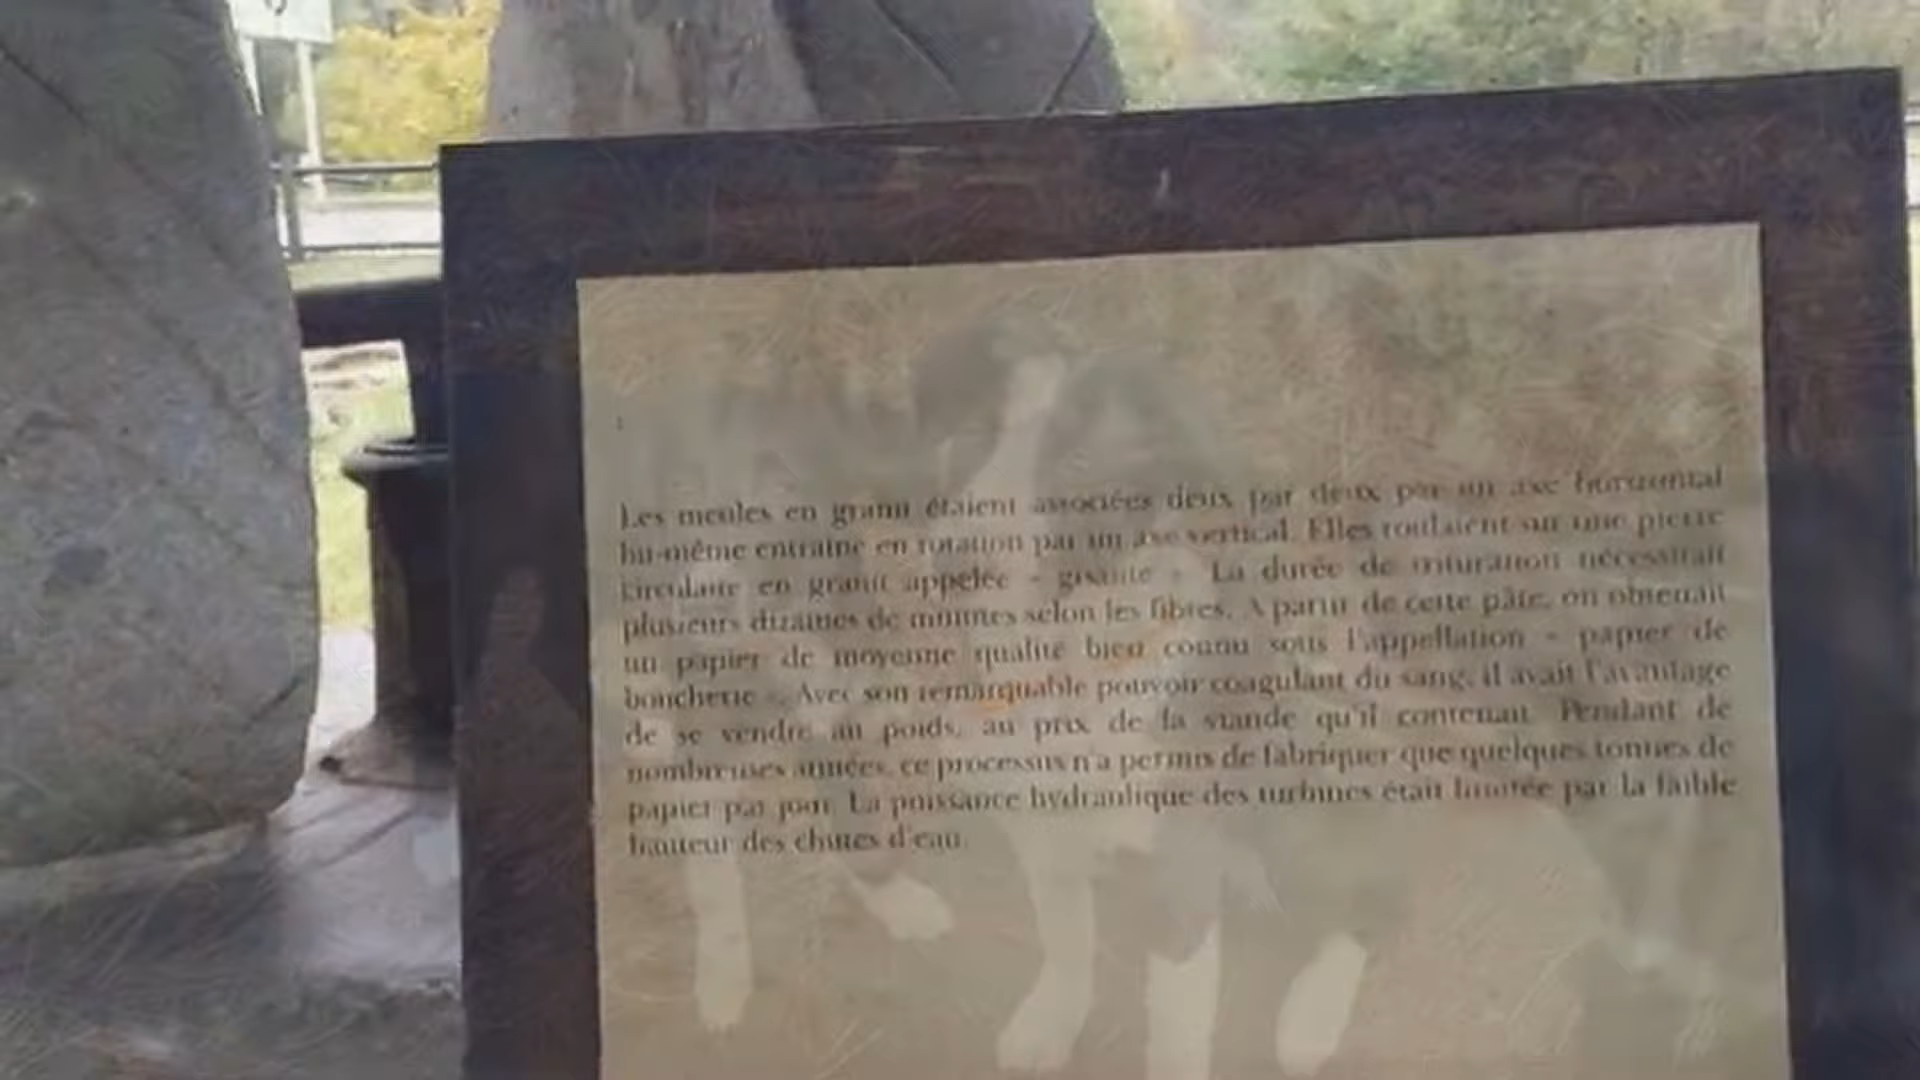 Les meules en granit étaient associées deux par deux par un axe horizontal
lui-même entraîné en rotation par un axe vertical. Elles roulaient sur une pierre
circulaire en granit appelée « gisante ». La durée de trituration nécessitait
plusieurs dizaines de minutes selon les fibres. A partir de cette pâte, on obtenait
un papier de moyenne qualité bien connu sous l'appellation « papier de
boucherie ». Avec son remarquable pouvoir coagulant du sang, il avait l'avantage
de se vendre au poids, au prix de la viande qu'il contenait. Pendant de
nombreuses années, ce processus n'a permis de fabriquer que quelques tonnes de
papier par jour. La puissance hydraulique des turbines était limitée par la faible
hauteur des chutes d'eau.